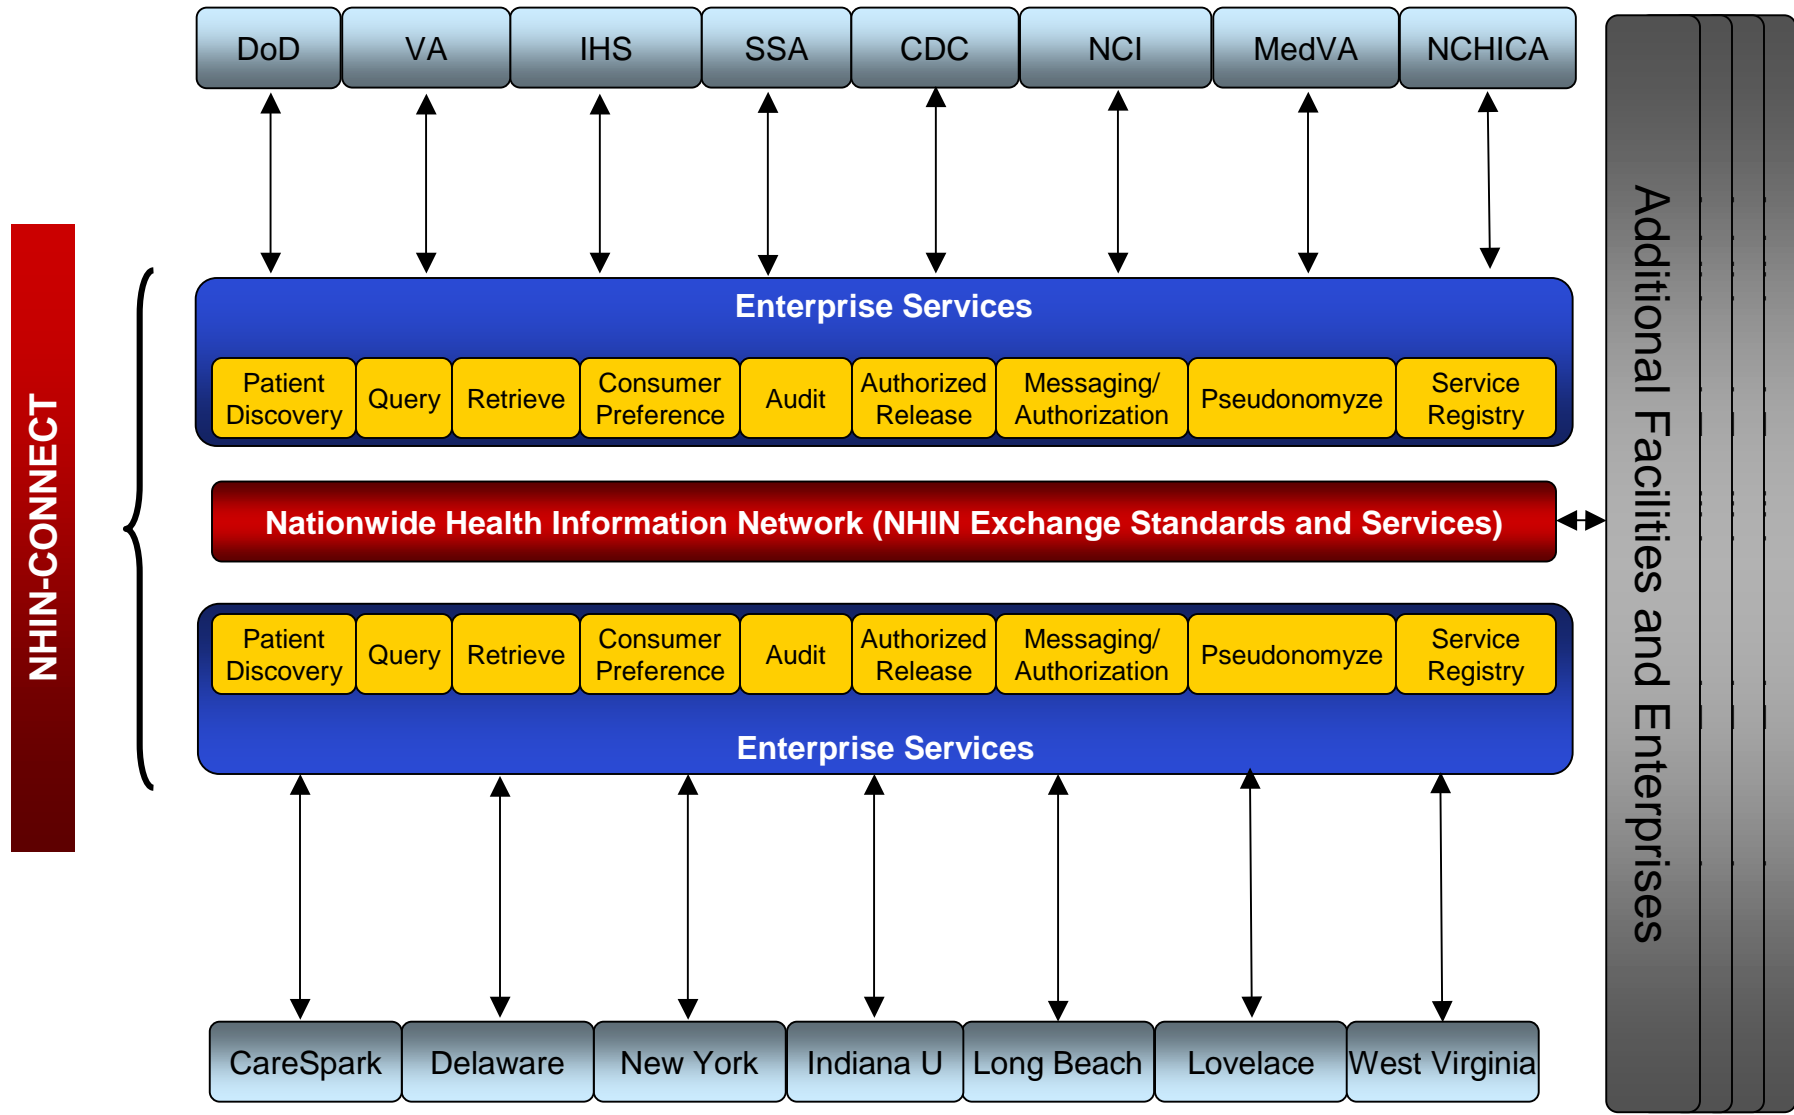 DoD
VA
IHS
SSA
CDC
NCI
MedVA
NCHICA
NHIN-CONNECT
Enterprise Services
Patient
Discovery
Query
Retrieve
Consumer
Preference
Audit
Authorized
Release
Messaging/
Authorization
Pseudonomyze
Service
Registry
Nationwide Health Information Network (NHIN Exchange Standards and Services)
Patient
Discovery
Query
Retrieve
Consumer
Preference
Audit
Authorized
Release
Messaging/
Authorization
Pseudonomyze
Service
Registry
Enterprise Services
CareSpark
Delaware
New York
Indiana U
Long Beach
Lovelace
West Virginia
Additional Facilities and Enterprises